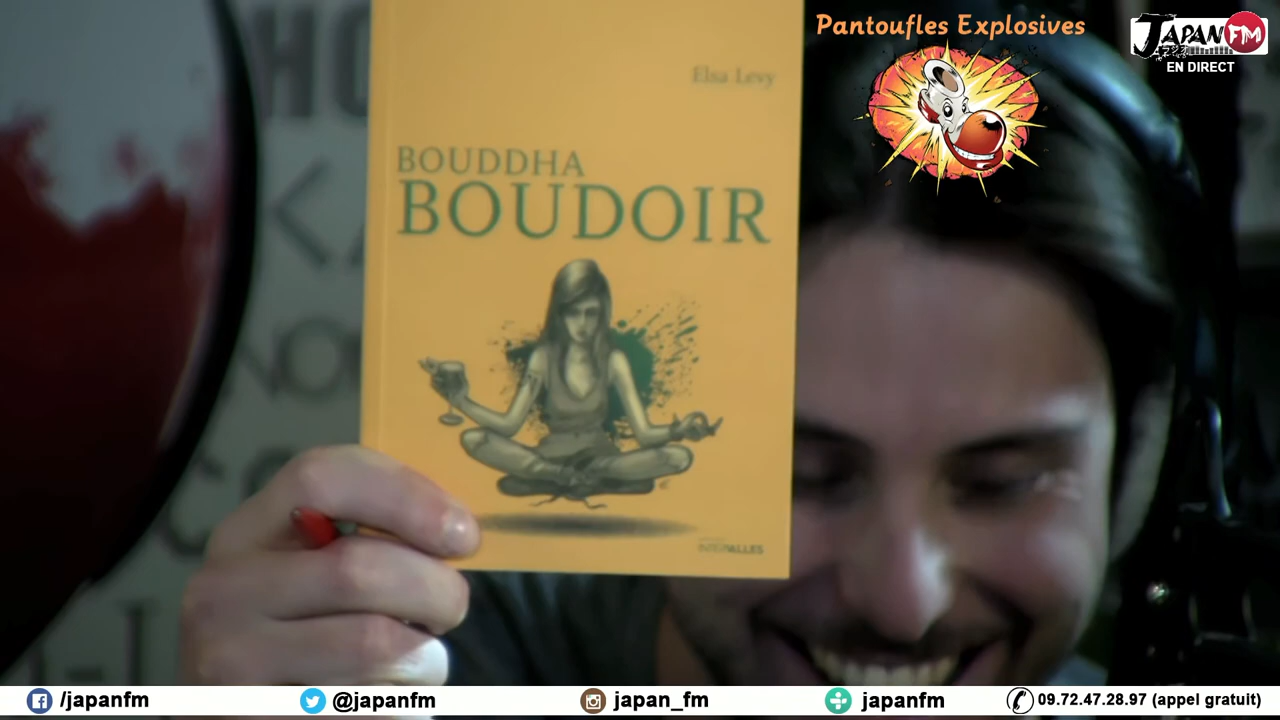 Pantoufles Explosives
JAPAN FM
EN DIRECT
Elsa Levy
BOUDDHA
BOUDOIR
INTERVALLES
/japanfm
@japanfm
japan_fm
japanfm
09.72.47.28.97 (appel gratuit)